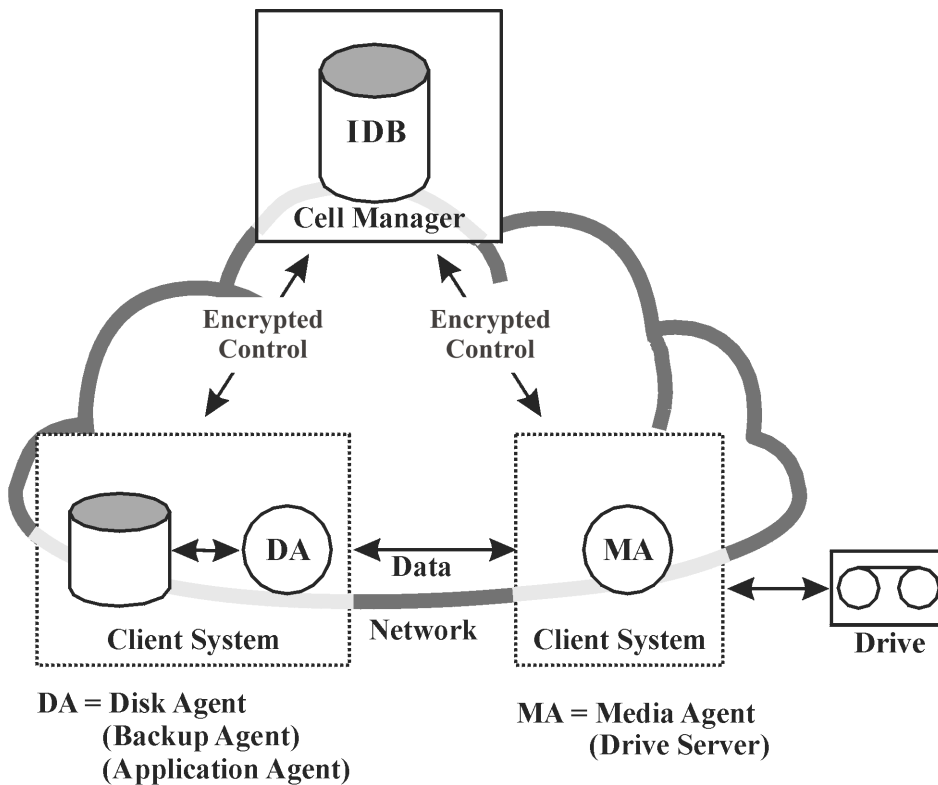 IDB
Cell Manager
Encrypted
Control
Encrypted
Control
DA
Data
MA
Client System
Network
Client System
Drive
DA = Disk Agent
(Backup Agent)
(Application Agent)
MA = Media Agent
(Drive Server)